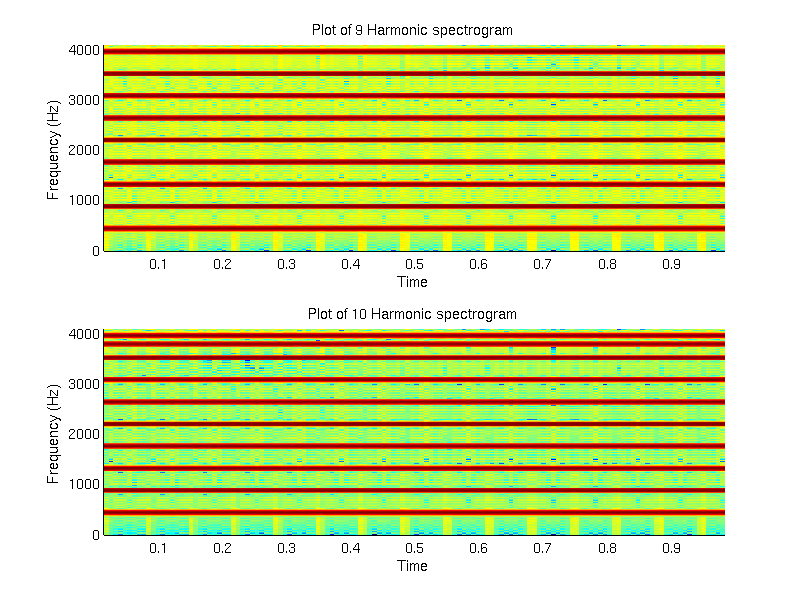 Plot of 9 Harmonic spectrogram
4000
3000
2000
1000
0
Frequency (Hz)
0.1 0.2 0.3 0.4 0.5 0.6 0.7 0.8 0.9
Time
Plot of 10 Harmonic spectrogram
4000
3000
2000
1000
0
Frequency (Hz)
0.1 0.2 0.3 0.4 0.5 0.6 0.7 0.8 0.9
Time